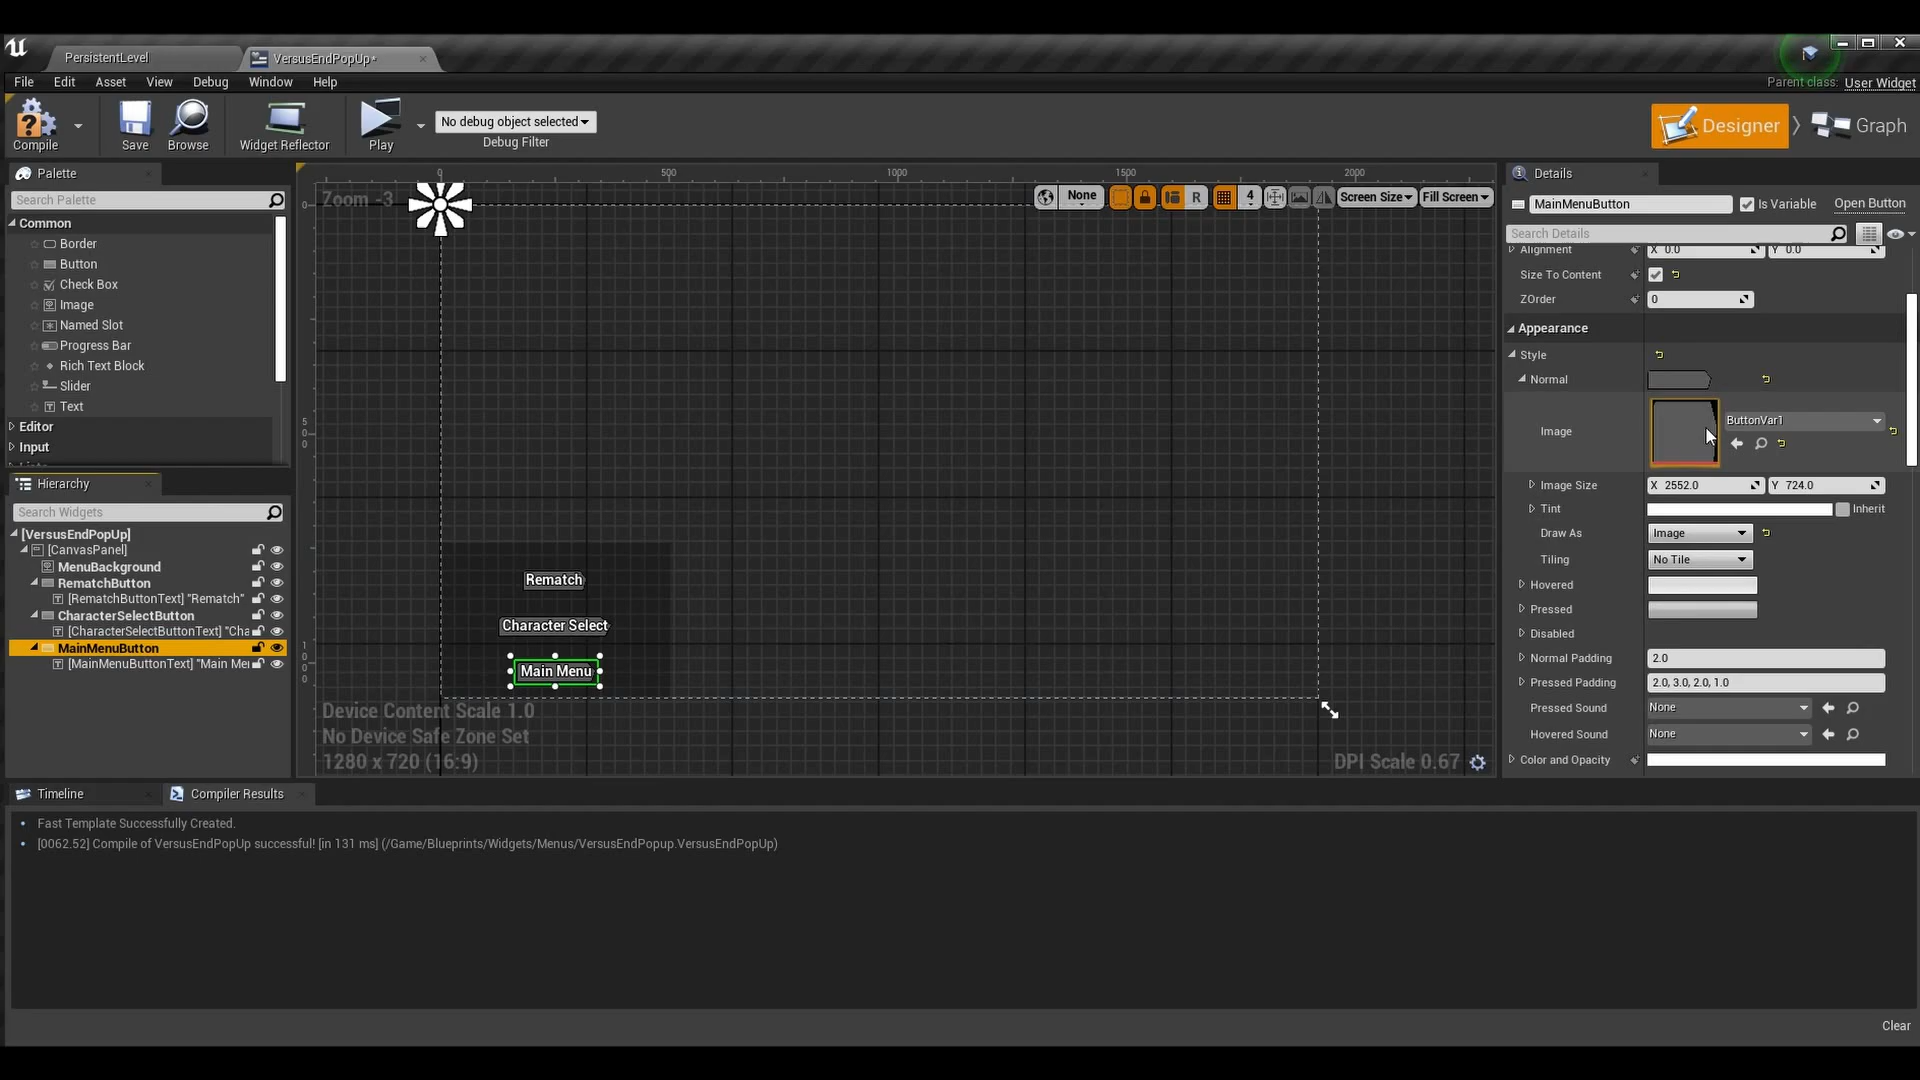 PersistentLevel
VersusEndPopUp•
File Edit Asset View Debug Window Help
Parent class: User Widget
Compile
Save
Browse
Widget Reflector
Play
No debug object selected
Debug Filter
Designer
Graph
Palette
Search Palette
Common
Border
Button
Check Box
Image
Named Slot
Progress Bar
Rich Text Block
Slider
Text
Editor
Input
Hierarchy
Search Widgets
[VersusEndPopUp]
[CanvasPanel]
MenuBackground
RematchButton
[RematchButtonText] "Rematch"
CharacterSelectButton
[CharacterSelectButtonText] "Cha
MainMenuButton
[MainMenuButtonText] "Main Me
0 500 1000 1500 2000
0
5
0
0
1
0
0
0
Zoom -3
None
R
4
Screen Size
Fill Screen
Rematch
Character Select
Main Menu
Device Content Scale 1.0
No Device Safe Zone Set
1280 x 720 (16:9)
DPI Scale 0.67
Details
MainMenuButton
Is Variable
Open Button
Search Details
Alignment X 0.0 Y 0.0
Size To Content
ZOrder 0
Appearance
Style
Normal
Image
ButtonVar1
Image Size X 2552.0 Y 724.0
Tint
Inherit
Draw As Image
Tiling No Tile
Hovered
Pressed
Disabled
Normal Padding 2.0
Pressed Padding 2.0, 3.0, 2.0, 1.0
Pressed Sound None
Hovered Sound None
Color and Opacity
Timeline
Compiler Results
• Fast Template Successfully Created.
• [0062.52] Compile of VersusEndPopUp successful! [in 131 ms] (/Game/Blueprints/Widgets/Menus/VersusEndPopup.VersusEndPopUp)
Clear